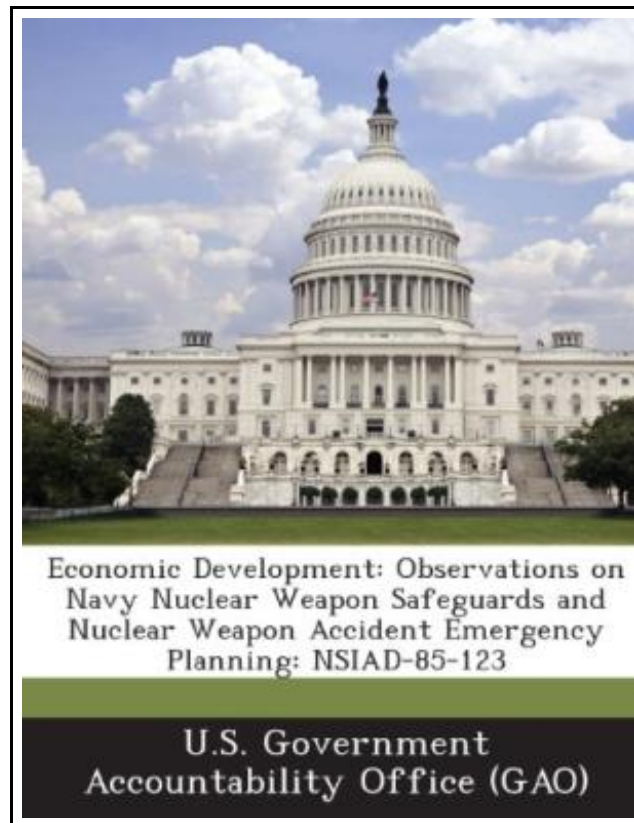 Economic Development: Observations on
Navy Nuclear Weapon Safeguards and
Nuclear Weapon Accident Emergency
Planning: NSIAD-85-123
U.S. Government
Accountability Office (GAO)